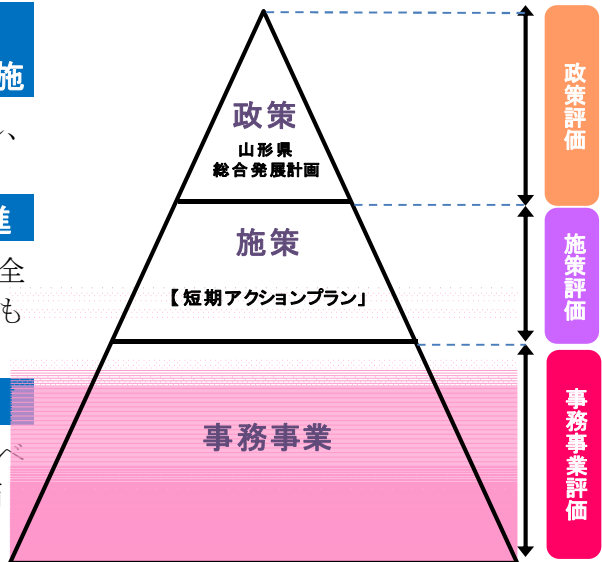 施
、
進
全
も
べ
政策
山形県
総合発展計画
施策
【短期アクションプラン」
事務事業
政策評価
施策評価
事務事業評価